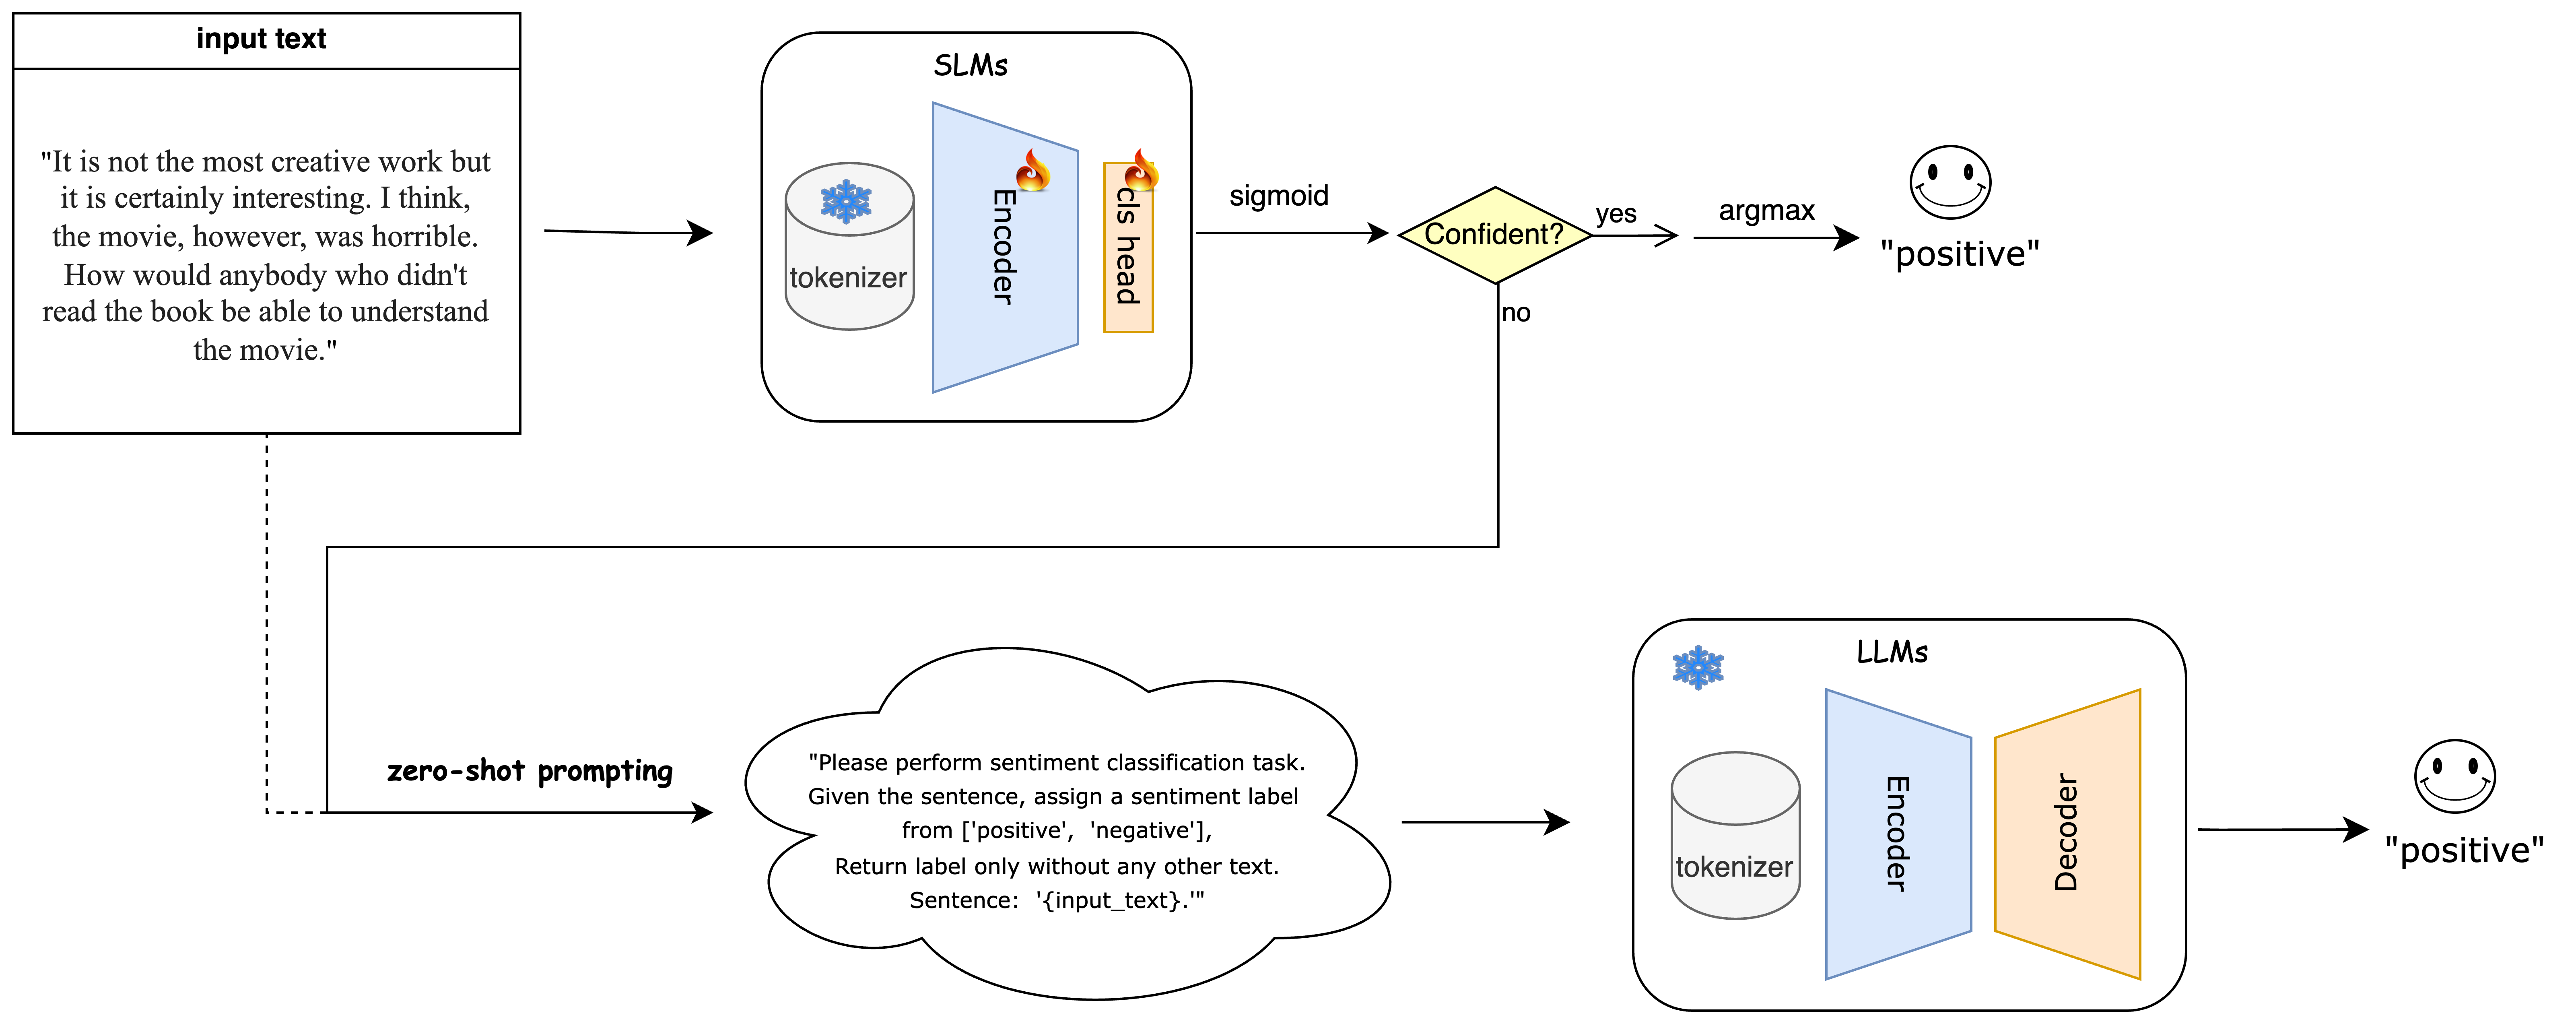 input text
"It is not the most creative work but
it is certainly interesting. I think,
the movie, however, was horrible.
How would anybody who didn't
read the book be able to understand
the movie."
SLMs
tokenizer
Encoder
cls head
sigmoid
Confident?
yes
argmax
"positive"
no
zero-shot prompting
"Please perform sentiment classification task.
Given the sentence, assign a sentiment label
from ['positive', 'negative'],
Return label only without any other text.
Sentence: '{input_text}.'"
LLMs
tokenizer
Encoder
Decoder
"positive"